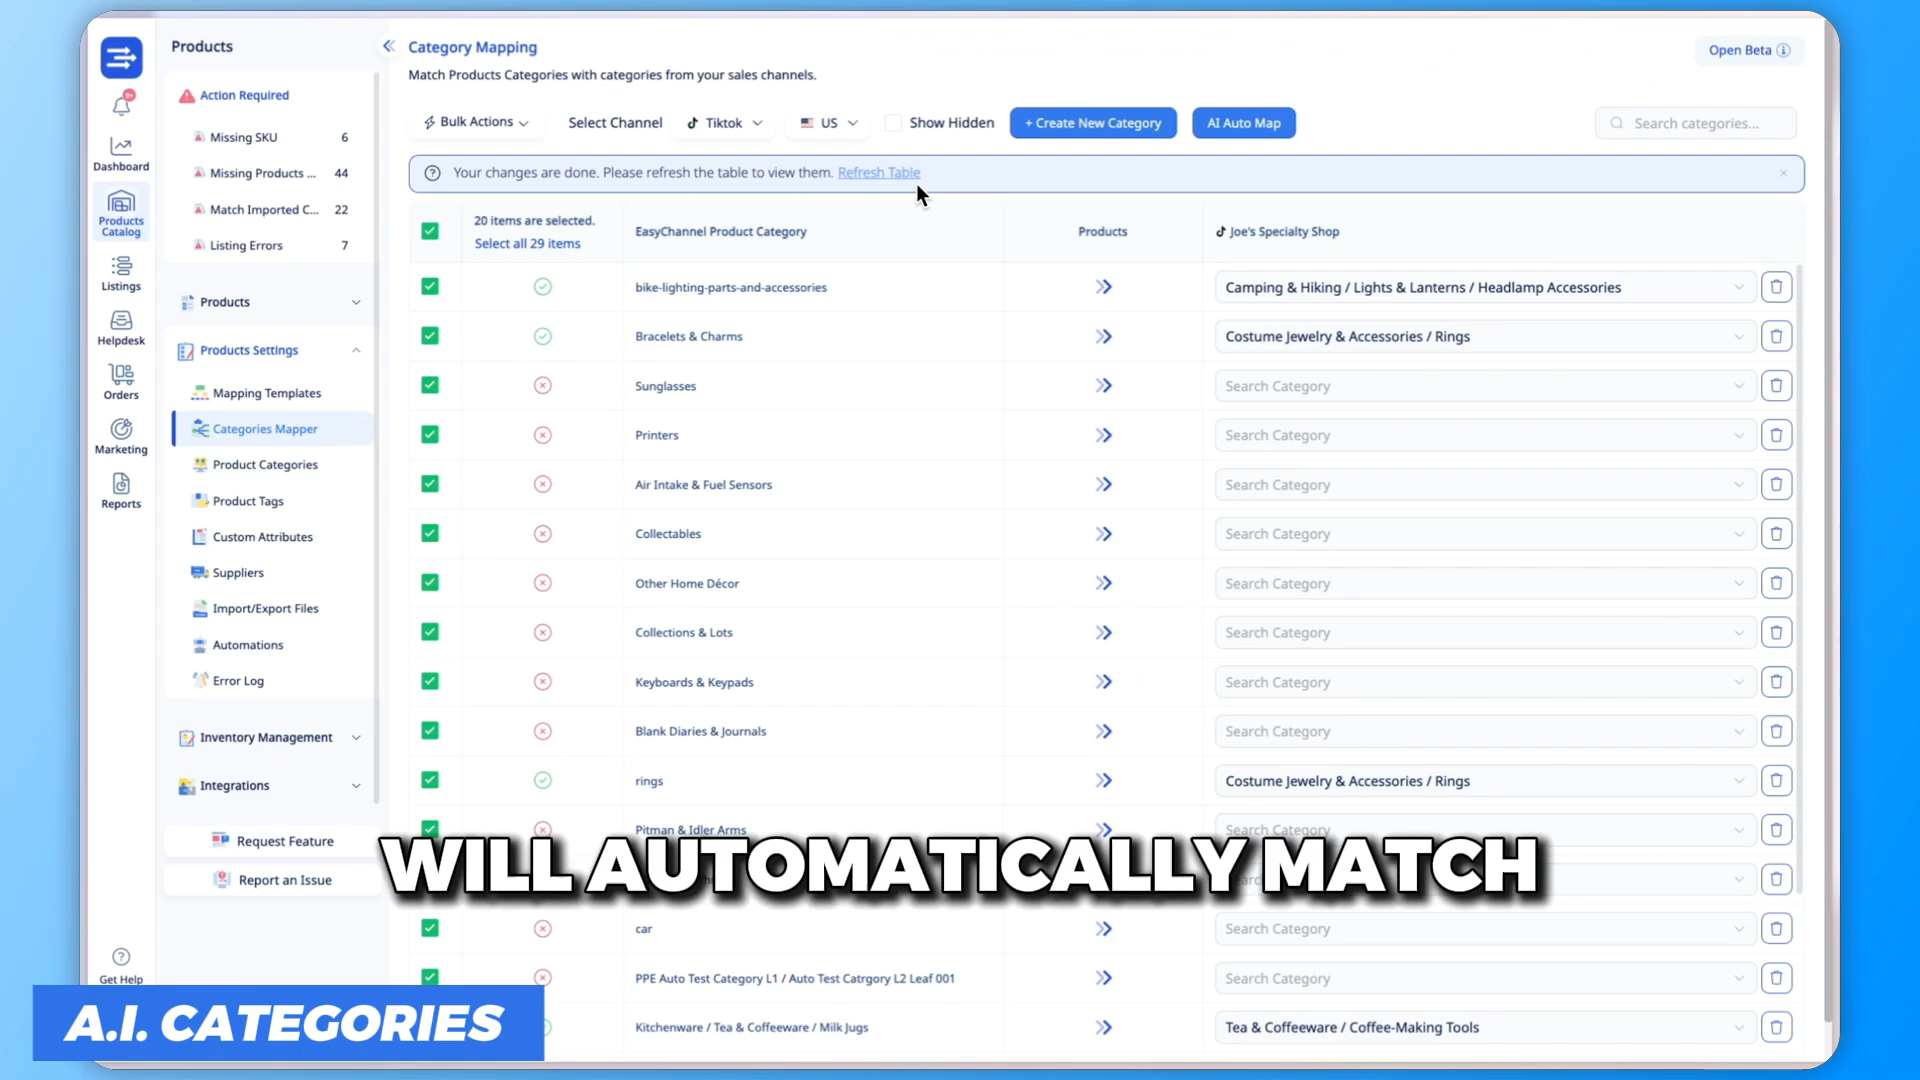 Products
Category Mapping
Open Beta
Match Products Categories with categories from your sales channels.
Action Required
Missing SKU 6
Missing Products ... 44
Match Imported C... 22
Listing Errors 7
Products
Products Settings
Mapping Templates
Categories Mapper
Product Categories
Product Tags
Custom Attributes
Suppliers
Import/Export Files
Automations
Error Log
Inventory Management
Integrations
Request Feature
Report an Issue
9+
Dashboard
Products
Catalog
Listings
Helpdesk
Orders
Marketing
Reports
Get Help
Bulk Actions Select Channel Tiktok US Show Hidden + Create New Category AI Auto Map Search categories...
Your changes are done. Please refresh the table to view them. Refresh Table
20 items are selected.
Select all 29 items
EasyChannel Product Category Products Joe's Specialty Shop
bike-lighting-parts-and-accessories Camping & Hiking / Lights & Lanterns / Headlamp Accessories
Bracelets & Charms Costume Jewelry & Accessories / Rings
Sunglasses Search Category
Printers Search Category
Air Intake & Fuel Sensors Search Category
Collectables Search Category
Other Home Décor Search Category
Collections & Lots Search Category
Keyboards & Keypads Search Category
Blank Diaries & Journals Search Category
rings Costume Jewelry & Accessories / Rings
Pitman & Idler Arms Search Category
WILL AUTOMATICALLY MATCH
car Search Category
PPE Auto Test Category L1 / Auto Test Catrgory L2 Leaf 001 Search Category
Kitchenware / Tea & Coffeeware / Milk Jugs Tea & Coffeeware / Coffee-Making Tools
A.I. CATEGORIES